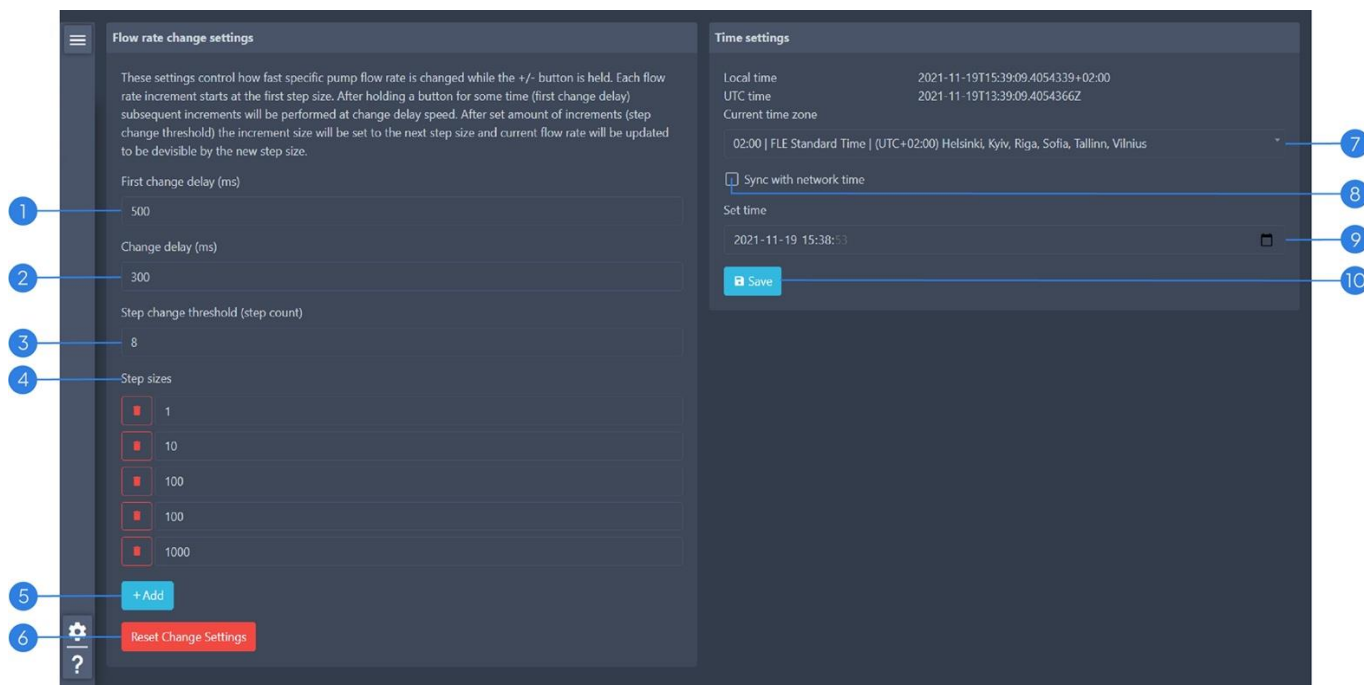 Flow rate change settings
These settings control how fast specific pump flow rate is changed while the +/- button is held. Each flow
rate increment starts at the first step size. After holding a button for some time (first change delay)
subsequent increments will be performed at change delay speed. After set amount of increments (step
change threshold) the increment size will be set to the next step size and current flow rate will be updated
to be devisible by the new step size.
First change delay (ms)
1
500
Change delay (ms)
2
300
Step change threshold (step count)
3
8
4
Step sizes
1
10
100
100
1000
5
+Add
6
Reset Change Settings
?
Time settings
Local time 2021-11-19T15:39:09.4054339+02:00
UTC time 2021-11-19T13:39:09.4054366Z
Current time zone
02:00 | FLE Standard Time | (UTC+02:00) Helsinki, Kyiv, Riga, Sofia, Tallinn, Vilnius
7
Sync with network time
8
Set time
2021-11-19 15:38:53
9
Save
10